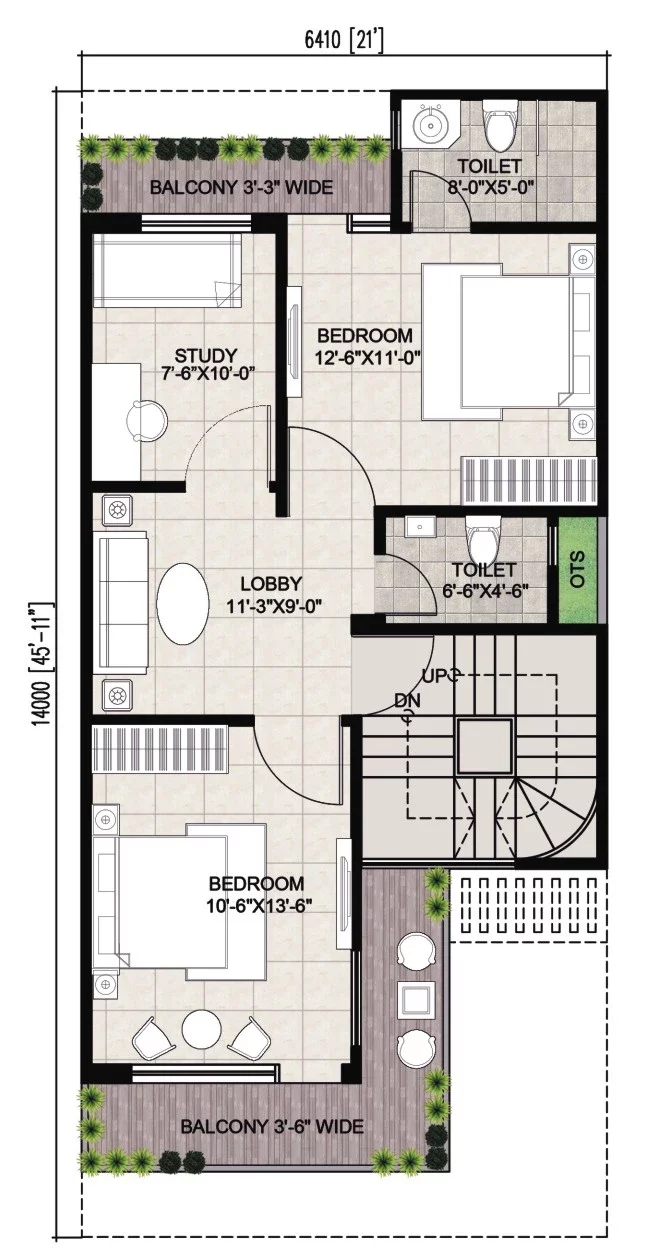 6410 [21']
TOILET
8'-0"X5'-0"
BALCONY 3'-3" WIDE
BEDROOM
12'-6"X11'-0"
STUDY
7'-6"X10'-0"
LOBBY
11'-3"X9'-0"
TOILET
6'-6"X4'-6"
OTS
14000 [45'-11"]
UP
DN
BEDROOM
10'-6"X13'-6"
BALCONY 3'-6" WIDE